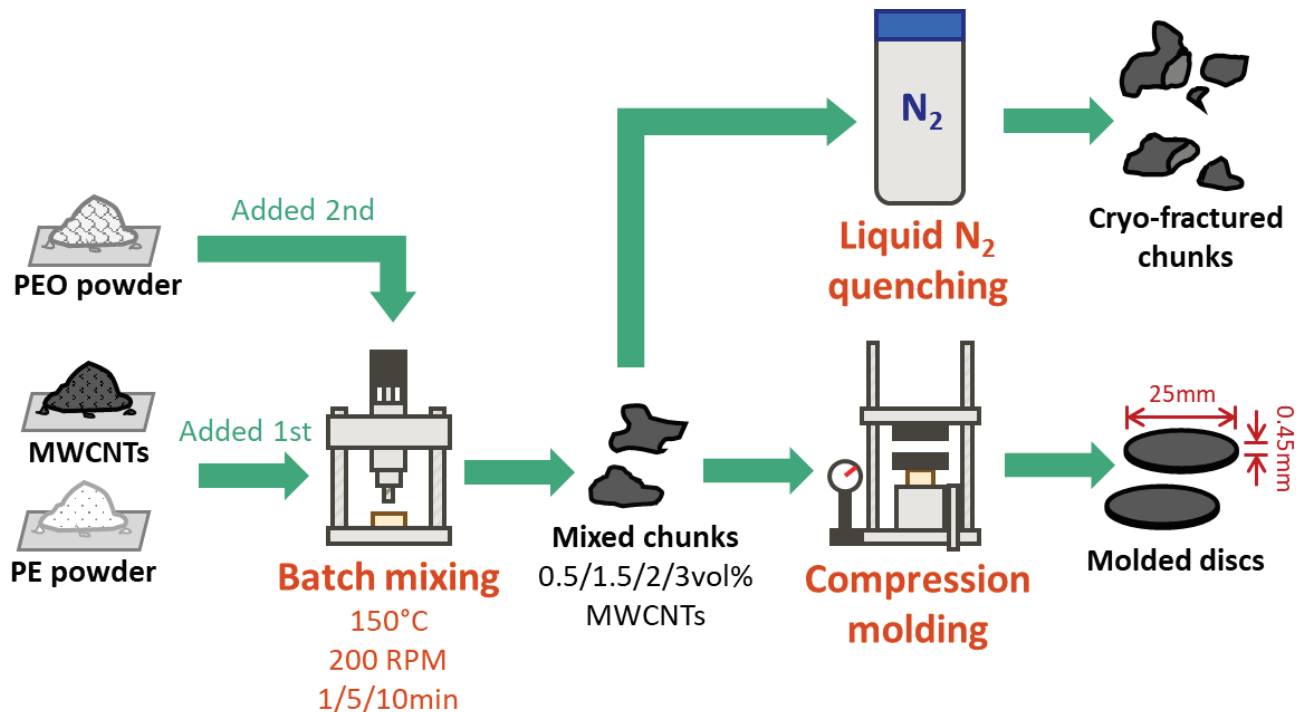 Added 2nd
PEO powder
MWCNTs
Added 1st
PE powder
Batch mixing
150°C
200 RPM
1/5/10min
Mixed chunks
0.5/1.5/2/3vol%
MWCNTs
N₂
Liquid N₂
quenching
Cryo-fractured
chunks
Compression
molding
25mm
0.45mm
Molded discs